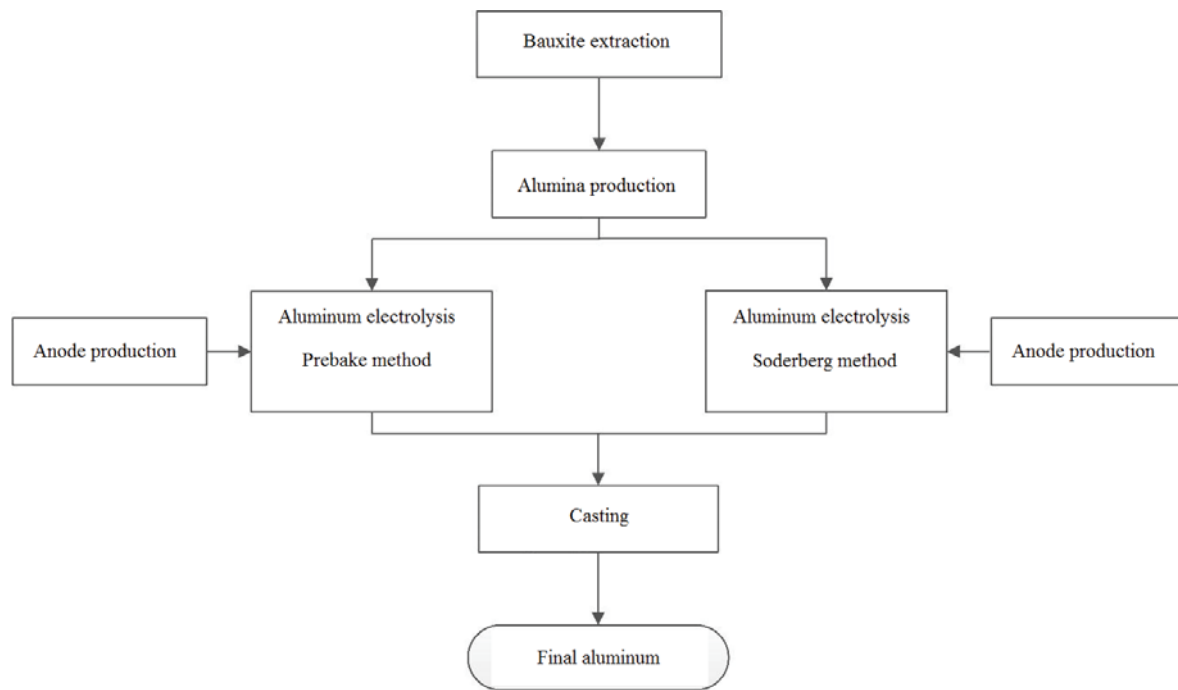 Bauxite extraction
Alumina production
Aluminum electrolysis
Prebake method
Aluminum electrolysis
Soderberg method
Anode production
Anode production
Casting
Final aluminum